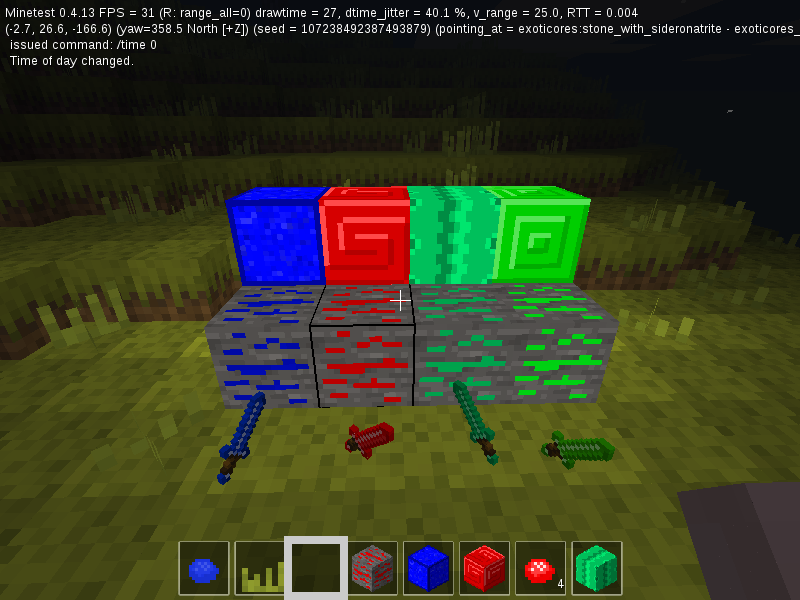 Minetest 0.4.13 FPS = 31 (R: range_all=0) drawtime = 27, dtime_jitter = 40.1 %, v_range = 25.0, RTT = 0.004
(-2.7, 26.6, -166.6) (yaw=358.5 North [+Z]) (seed = 107238492387493879) (pointing_at = exoticores:stone_with_sideronatrite - exoticores_
issued command: /time 0
Time of day changed.
4